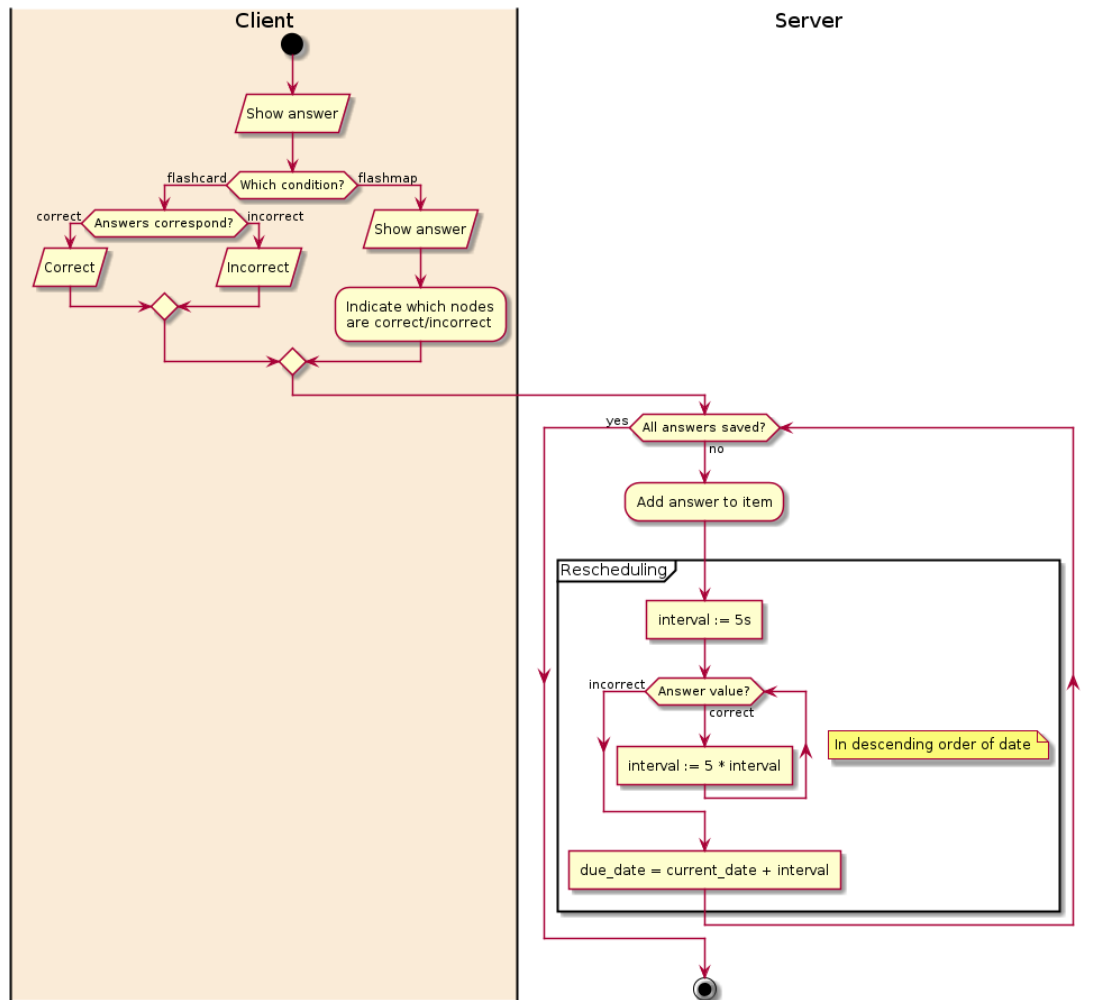 Client
Server
Show answer
flashcard
Which condition?
flashmap
correct
Answers correspond?
incorrect
Show answer
Correct
Incorrect
Indicate which nodes
are correct/incorrect
yes
All answers saved?
no
Add answer to item
Rescheduling
interval := 5s
incorrect
Answer value?
correct
In descending order of date
interval := 5 * interval
due_date = current_date + interval